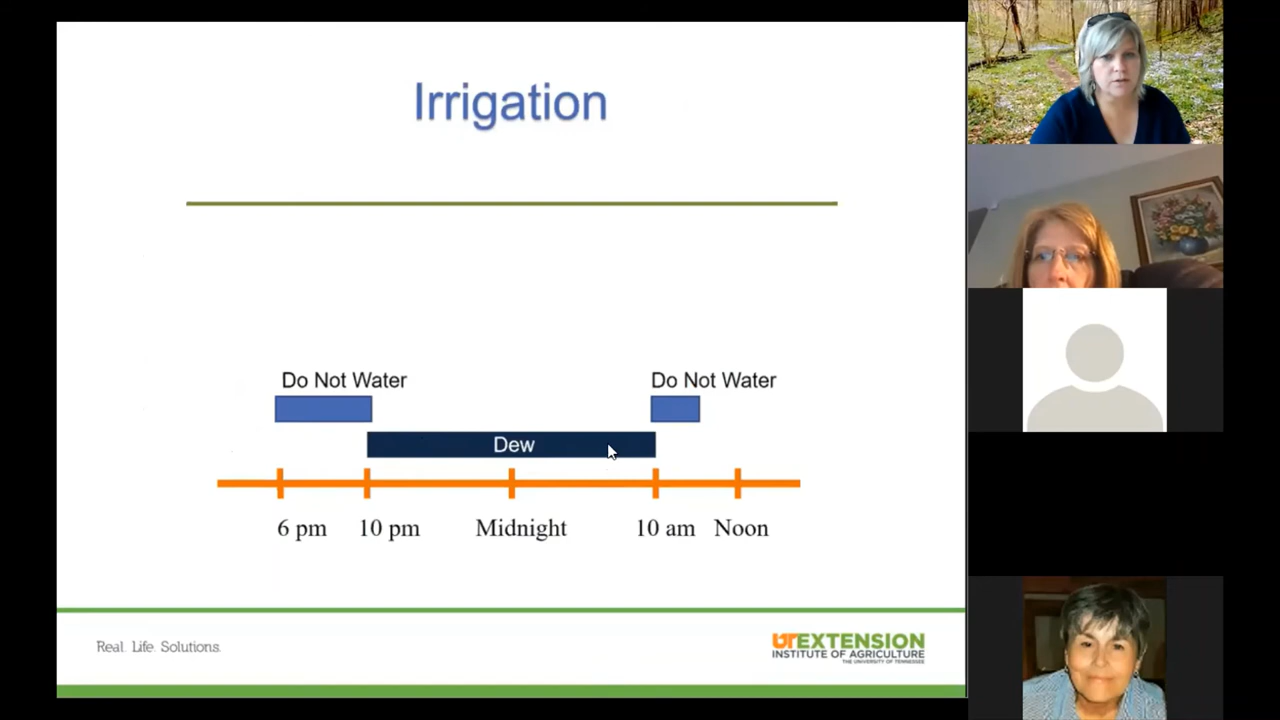 Irrigation
Do Not Water
Do Not Water
Dew
6 pm
10 pm
Midnight
10 am
Noon
Real. Life. Solutions.
UTEXTENSION
INSTITUTE OF AGRICULTURE
THE UNIVERSITY OF TENNESSEE